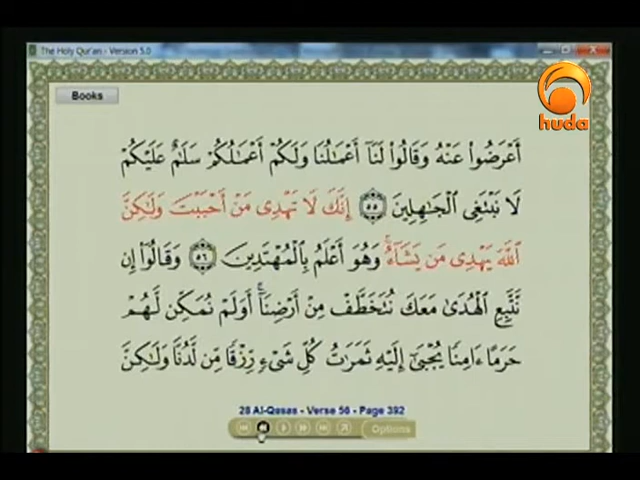 The Holy Qur'an - Version 5.0
huda
Books
أَعْرَضُوا۟ عَنْهُ وَقَالُوا۟ لَنَآ أَعْمَـٰلُنَا وَلَكُمْ أَعْمَـٰلُكُمْ سَلَـٰمٌ عَلَيْكُمْ
لَا نَبْتَغِى ٱلْجَـٰهِلِينَ ٥٥ إِنَّكَ لَا تَهْدِى مَنْ أَحْبَبْتَ وَلَـٰكِنَّ
ٱللَّهَ يَهْدِى مَن يَشَآءُ ۚ وَهُوَ أَعْلَمُ بِٱلْمُهْتَدِينَ ٥٦ وَقَالُوٓا۟ إِن
نَّتَّبِعِ ٱلْهُدَىٰ مَعَكَ نُتَخَطَّفْ مِنْ أَرْضِنَآ ۚ أَوَلَمْ نُمَكِّن لَّهُمْ
حَرَمًا ءَامِنًا يُجْبَىٰٓ إِلَيْهِ ثَمَرَٰتُ كُلِّ شَىْءٍ رِّزْقًا مِّن لَّدُنَّا وَلَـٰكِنَّ
28 Al-Qasas - Verse 56 - Page 392
Options